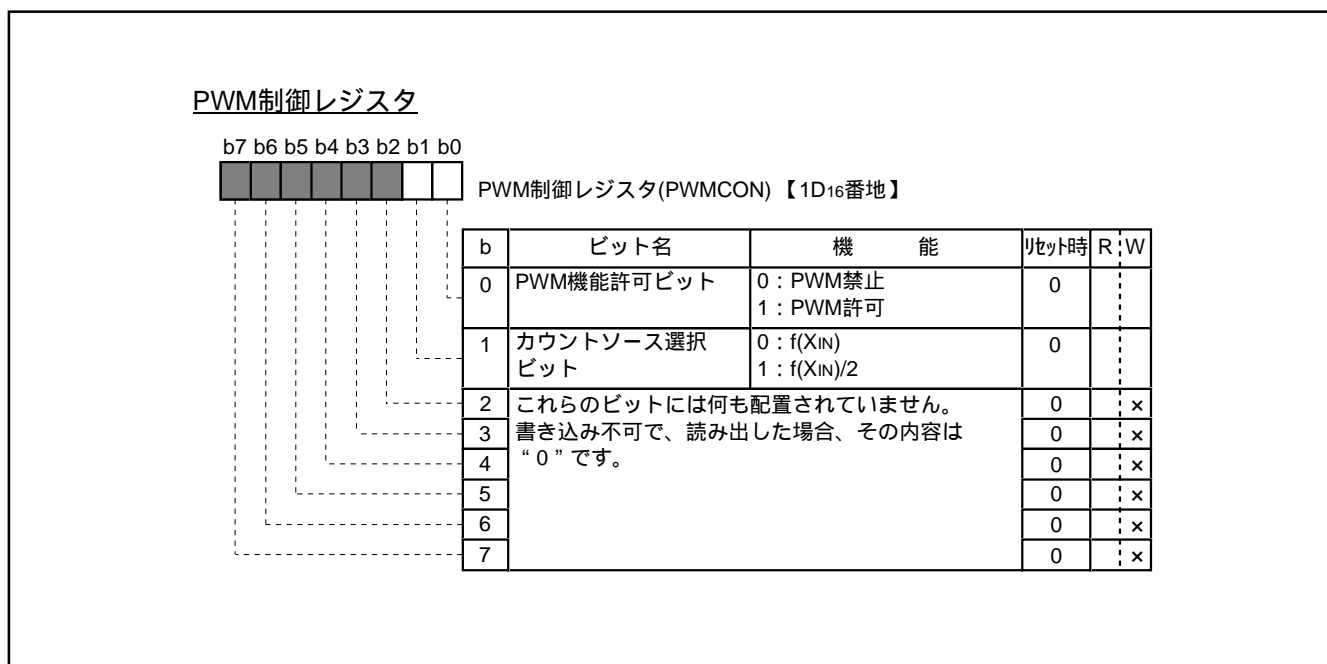 PWM制御レジスタ
b7 b6 b5 b4 b3 b2 b1 b0
PWM制御レジスタ(PWMCON)【1D16番地】
b ビット名 機 能 リセット時 R W
0 PWM機能許可ビット 0：PWM禁止 0
1：PWM許可
1 カウントソース選択 0：f(XIN) 0
ビット 1：f(XIN)/2
2 これらのビットには何も配置されていません。 0 ×
3 書き込み不可で、読み出した場合、その内容は 0 ×
4 “0”です。 0 ×
5 0 ×
6 0 ×
7 0 ×